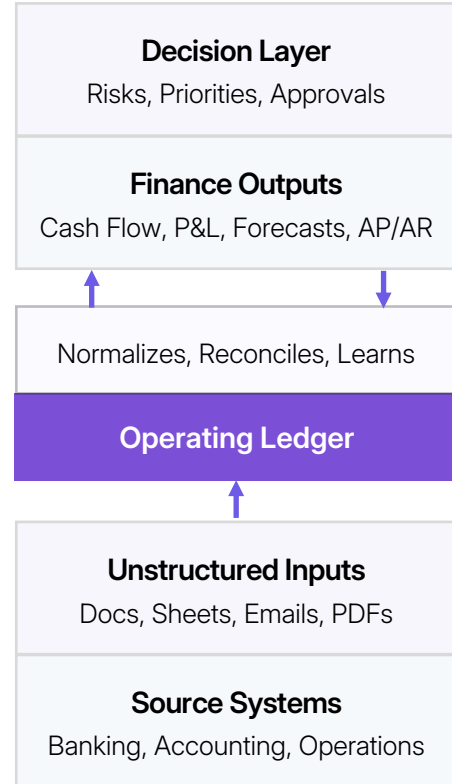 Decision Layer
Risks, Priorities, Approvals
Finance Outputs
Cash Flow, P&L, Forecasts, AP/AR
Normalizes, Reconciles, Learns
Operating Ledger
Unstructured Inputs
Docs, Sheets, Emails, PDFs
Source Systems
Banking, Accounting, Operations